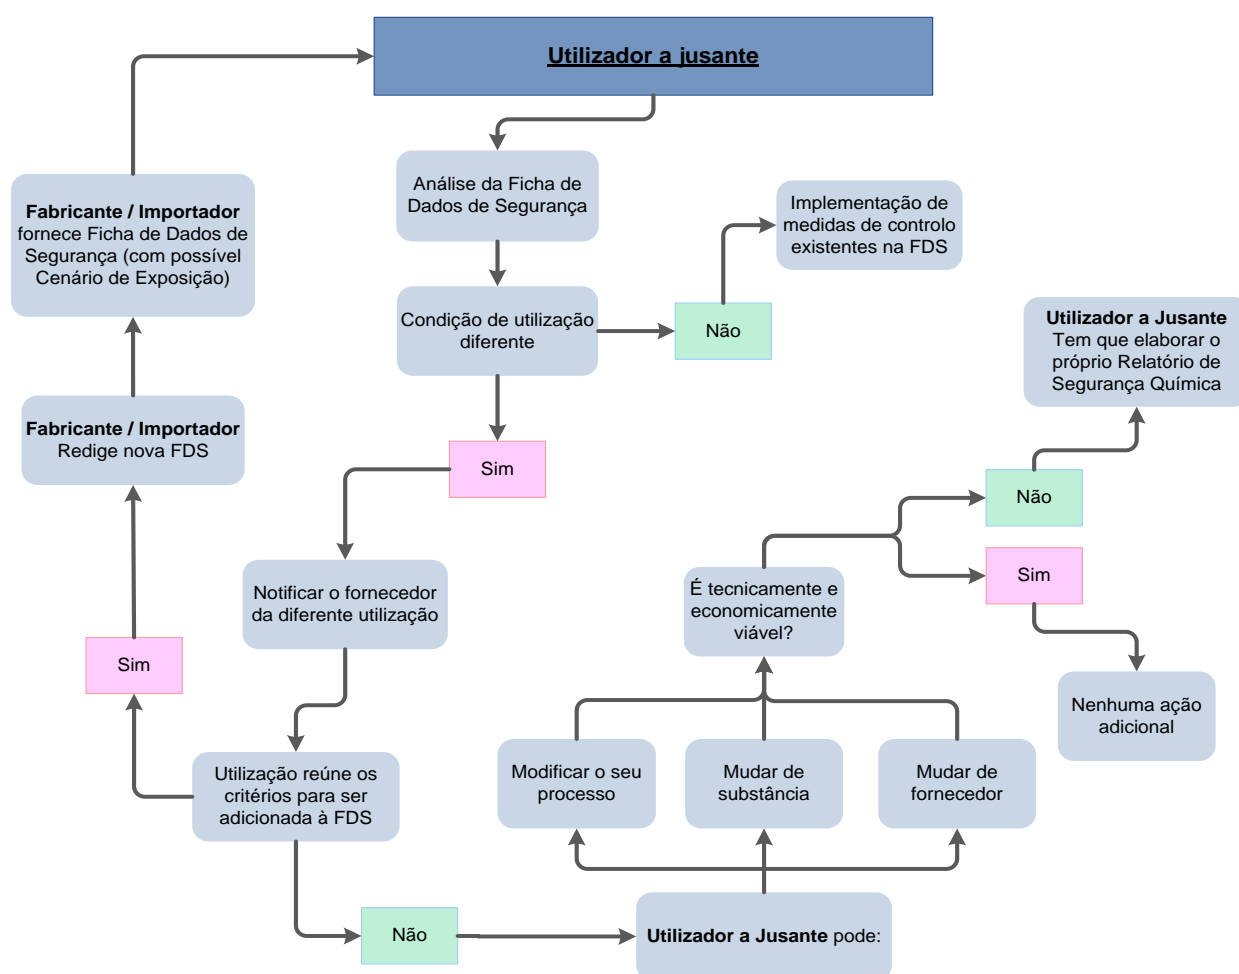 Utilizador a jusante
Análise da Ficha de
Dados de Segurança
Implementação de
medidas de controlo
existentes na FDS
Fabricante / Importador
fornece Ficha de Dados de
Segurança (com possível
Cenário de Exposição)
Condição de utilização
diferente
Não
Utilizador a Jusante
Tem que elaborar o
próprio Relatório de
Segurança Química
Fabricante / Importador
Redige nova FDS
Sim
Não
Sim
Notificar o fornecedor
da diferente utilização
É tecnicamente e
economicamente
viável?
Sim
Nenhuma ação
adicional
Utilização reúne os
critérios para ser
adicionada à FDS
Modificar o seu
processo
Mudar de
substância
Mudar de
fornecedor
Não
Utilizador a Jusante pode: